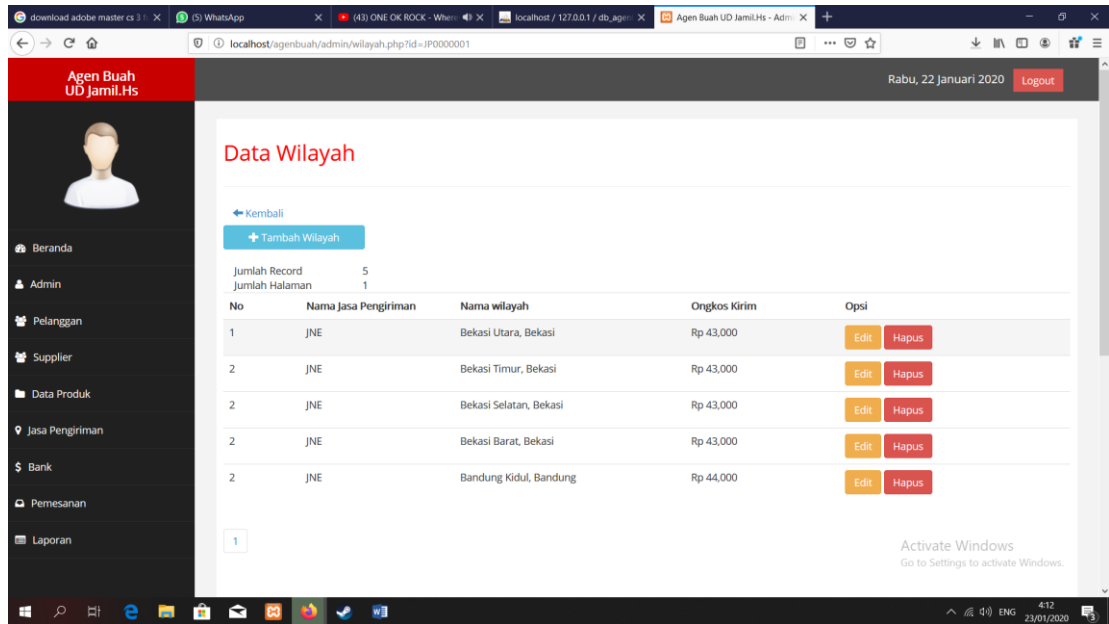 download adobe master cs 3 f
(5) WhatsApp
(43) ONE OK ROCK - Where
localhost / 127.0.0.1 / db_agen
Agen Buah UD Jamil.Hs - Admi
localhost/agenbuah/admin/wilayah.php?id=JP0000001
Agen Buah
UD Jamil.Hs
Rabu, 22 Januari 2020 Logout
Beranda
Admin
Pelanggan
Supplier
Data Produk
Jasa Pengiriman
$ Bank
Pemesanan
Laporan
Data Wilayah
Kembali
+ Tambah Wilayah
Jumlah Record 5
Jumlah Halaman 1
No Nama Jasa Pengiriman Nama wilayah Ongkos Kirim Opsi
1 JNE Bekasi Utara, Bekasi Rp 43,000 Edit Hapus
2 JNE Bekasi Timur, Bekasi Rp 43,000 Edit Hapus
2 JNE Bekasi Selatan, Bekasi Rp 43,000 Edit Hapus
2 JNE Bekasi Barat, Bekasi Rp 43,000 Edit Hapus
2 JNE Bandung Kidul, Bandung Rp 44,000 Edit Hapus
1
Activate Windows
Go to Settings to activate Windows.
ENG
4:12
23/01/2020
3